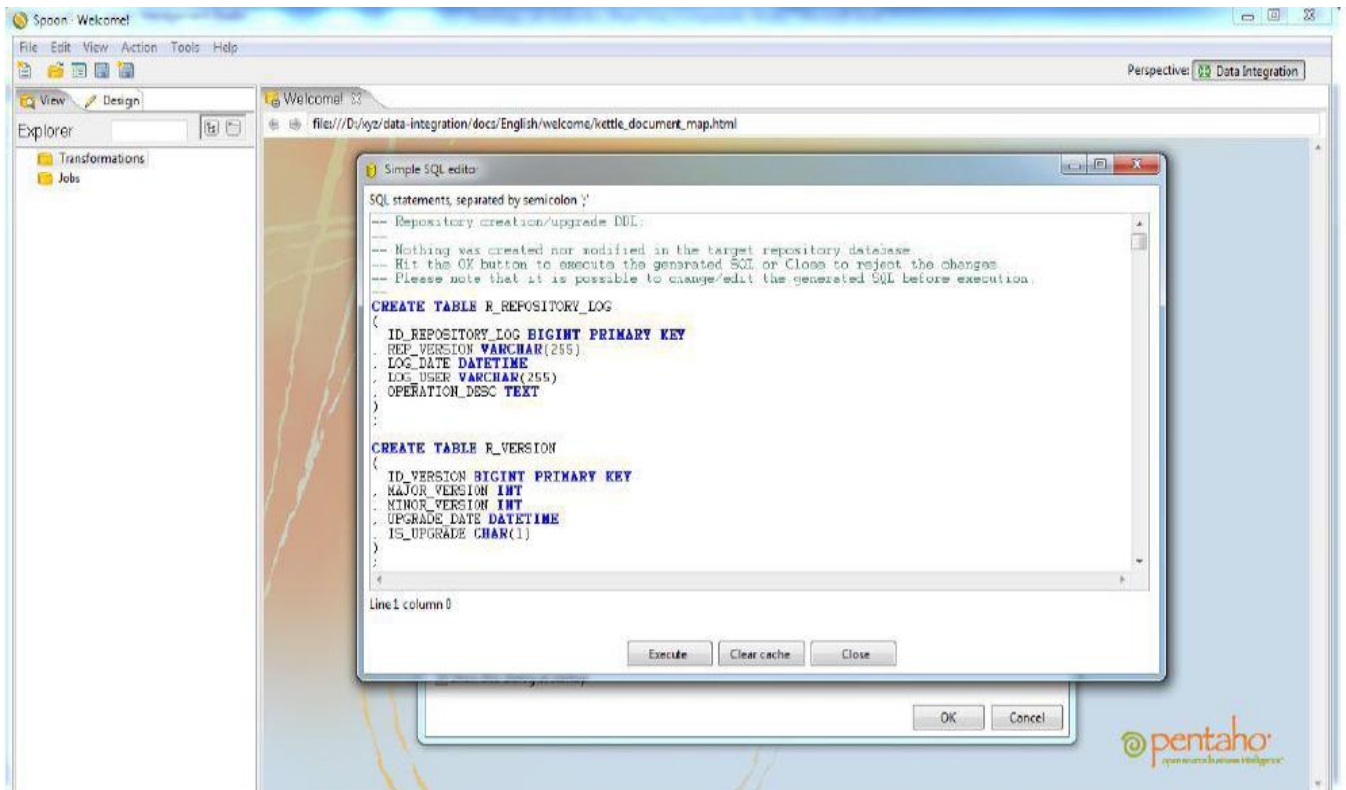 Spoon - Welcome!
File Edit View Action Tools Help
Perspective: Data Integration
View Design
Welcome!
Explorer
file:///D:/xyz/data-integration/docs/English/welcome/kettle_document_map.html
Transformations
Jobs
Simple SQL editor
SQL statements, separated by semicolon ';'
-- Repository creation/upgrade DDL:
--
-- Nothing was created nor modified in the target repository database.
-- Hit the OK button to execute the generated SQL or Close to reject the changes.
-- Please note that it is possible to change/edit the generated SQL before execution.
--
CREATE TABLE R_REPOSITORY_LOG
(
ID_REPOSITORY_LOG BIGINT PRIMARY KEY
, REP_VERSION VARCHAR(255)
, LOG_DATE DATETIME
, LOG_USER VARCHAR(255)
, OPERATION_DESC TEXT
)
;
CREATE TABLE R_VERSION
(
ID_VERSION BIGINT PRIMARY KEY
, MAJOR_VERSION INT
, MINOR_VERSION INT
, UPGRADE_DATE DATETIME
, IS_UPGRADE CHAR(1)
)
;
Line 1 column 0
Execute Clear cache Close
OK Cancel
pentaho
open source business intelligence